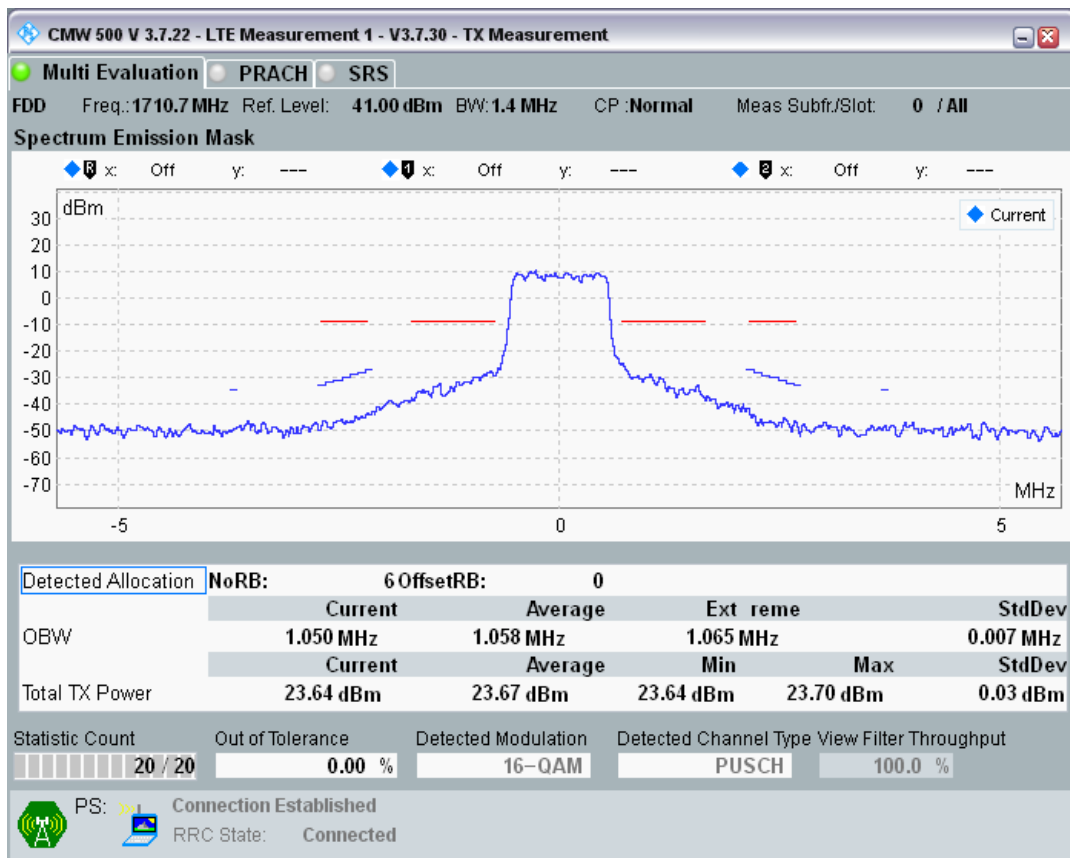 CMW 500 V 3.7.22 - LTE Measurement 1 - V3.7.30 - TX Measurement
Multi Evaluation PRACH SRS
FDD Freq.: 1710.7 MHz Ref. Level: 41.00 dBm BW: 1.4 MHz CP : Normal Meas Subfr./Slot: 0 / All
Spectrum Emission Mask
R x: Off y: --- 1 x: Off y: --- 2 x: Off y: ---
dBm
Current
30
20
10
0
-10
-20
-30
-40
-50
-60
-70
MHz
-5 0 5
Detected Allocation NoRB: 6 OffsetRB: 0
Current Average Ext reme StdDev
OBW 1.050 MHz 1.058 MHz 1.065 MHz 0.007 MHz
Current Average Min Max StdDev
Total TX Power 23.64 dBm 23.67 dBm 23.64 dBm 23.70 dBm 0.03 dBm
Statistic Count Out of Tolerance Detected Modulation Detected Channel Type View Filter Throughput
20 / 20 0.00 % 16-QAM PUSCH 100.0 %
PS: Connection Established
RRC State: Connected